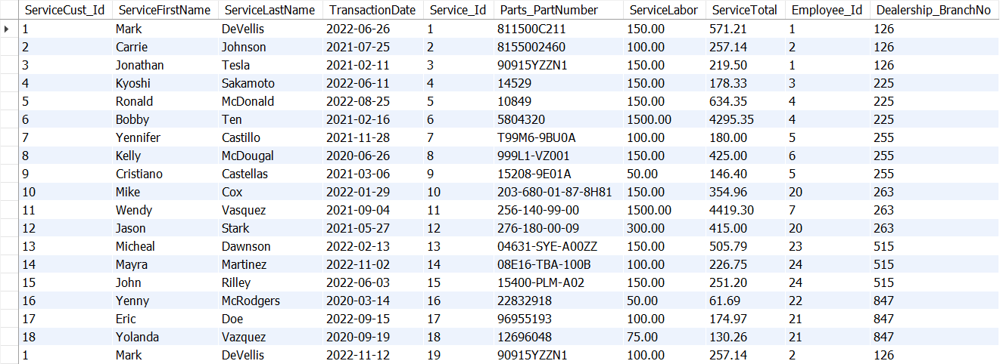 ServiceCust_Id ServiceFirstName ServiceLastName TransactionDate Service_Id Parts_PartNumber ServiceLabor ServiceTotal Employee_Id Dealership_BranchNo
1 Mark DeVellis 2022-06-26 1 811500C211 150.00 571.21 1 126
2 Carrie Johnson 2021-07-25 2 8155002460 100.00 257.14 2 126
3 Jonathan Tesla 2021-02-11 3 90915YZZN1 150.00 219.50 1 126
4 Kyoshi Sakamoto 2022-06-11 4 14529 150.00 178.33 3 225
5 Ronald McDonald 2022-08-25 5 10849 150.00 634.35 4 225
6 Bobby Ten 2021-02-16 6 5804320 1500.00 4295.35 4 225
7 Yennifer Castillo 2021-11-28 7 T99M6-9BU0A 100.00 180.00 5 255
8 Kelly McDougal 2020-06-26 8 999L1-VZ001 150.00 425.00 6 255
9 Cristiano Castellas 2021-03-06 9 15208-9E01A 50.00 146.40 5 255
10 Mike Cox 2022-01-29 10 203-680-01-87-8H81 150.00 354.96 20 263
11 Wendy Vasquez 2021-09-04 11 256-140-99-00 1500.00 4419.30 7 263
12 Jason Stark 2021-05-27 12 276-180-00-09 300.00 415.00 20 263
13 Micheal Dawnson 2022-02-13 13 04631-SYE-A00ZZ 150.00 505.79 23 515
14 Mayra Martinez 2022-11-02 14 08E16-TBA-100B 100.00 226.75 24 515
15 John Rilley 2022-06-03 15 15400-PLM-A02 150.00 251.20 24 515
16 Yenny McRodgers 2020-03-14 16 22832918 50.00 61.69 22 847
17 Eric Doe 2022-09-15 17 96955193 100.00 174.97 21 847
18 Yolanda Vazquez 2020-09-19 18 12696048 75.00 130.26 21 847
1 Mark DeVellis 2022-11-12 19 90915YZZN1 100.00 257.14 2 126